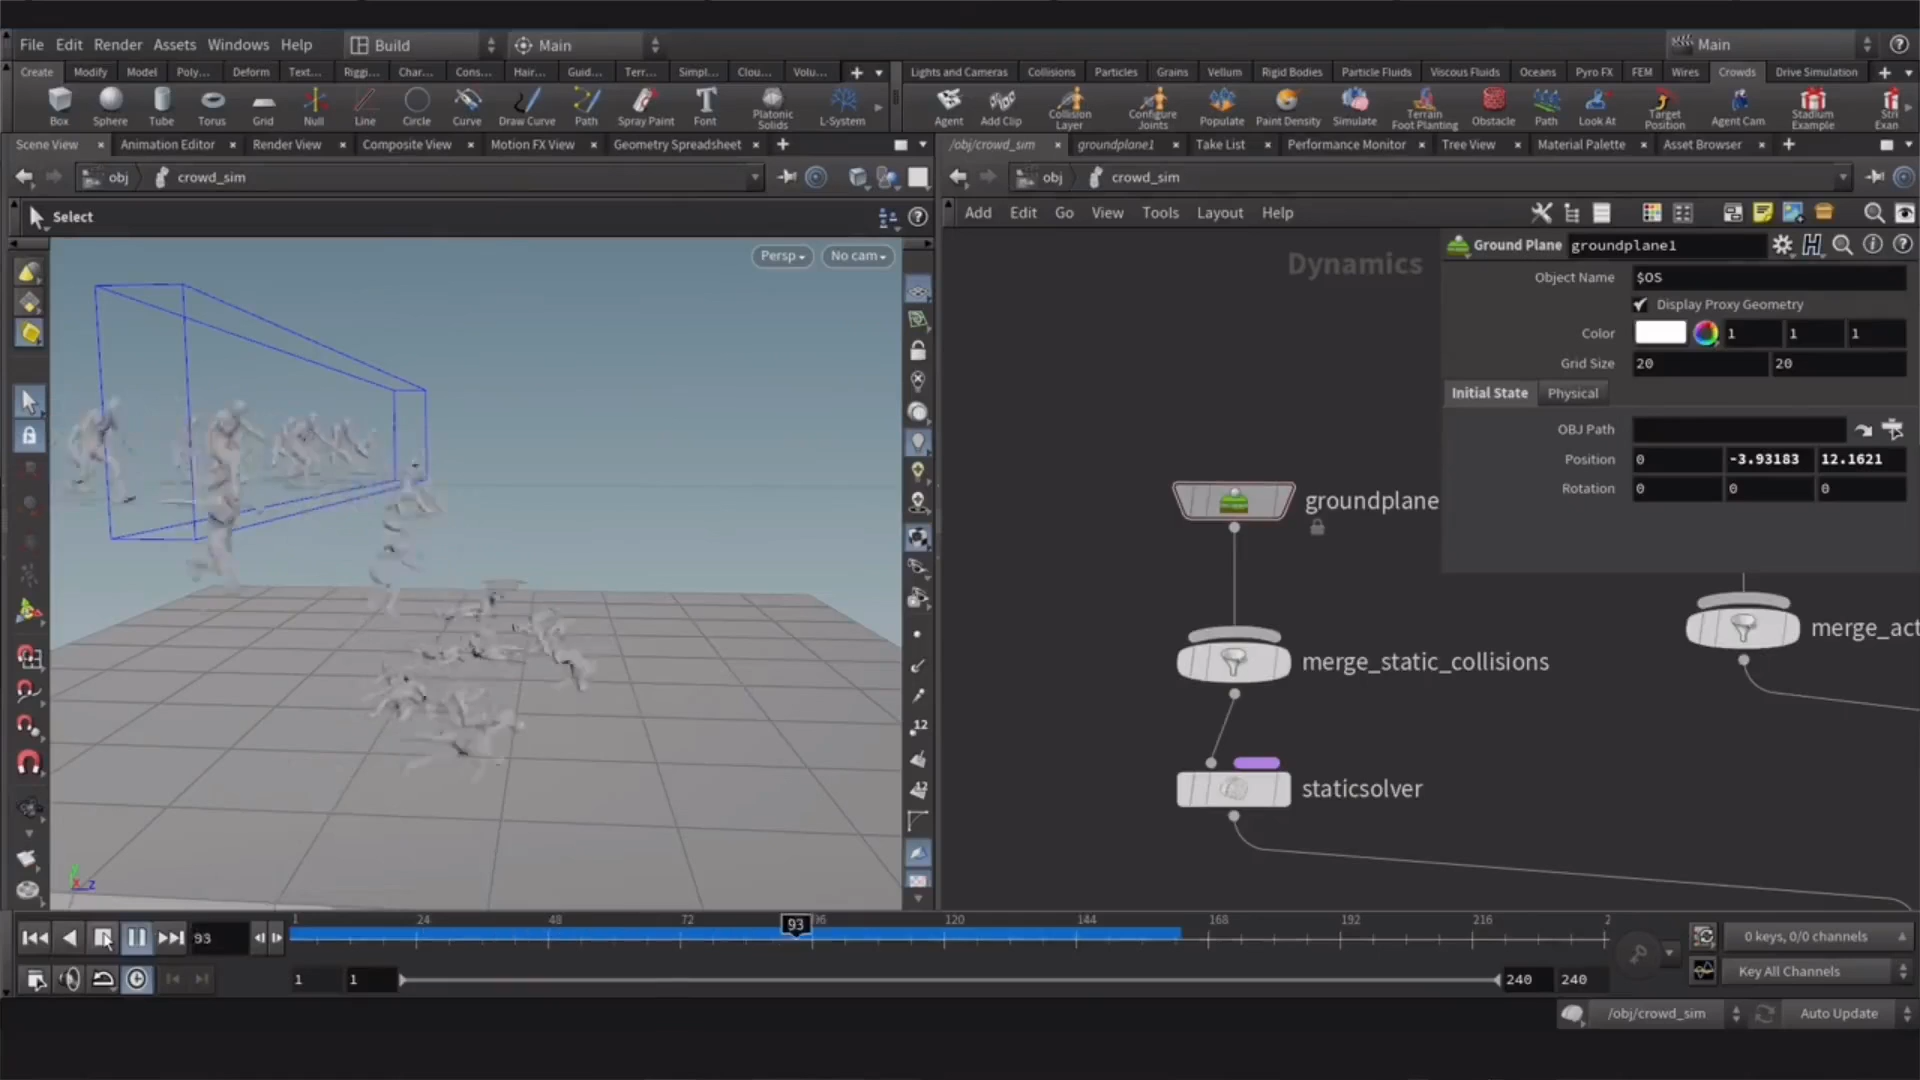 File Edit Render Assets Windows Help Build Main Main
Create Modify Model Poly... Deform Text... Riggi... Char... Cons... Hair... Guid... Terr... Simpl... Clou... Volu... Lights and Cameras Collisions Particles Grains Vellum Rigid Bodies Particle Fluids Viscous Fluids Oceans Pyro FX FEM Wires Crowds Drive Simulation
Box Sphere Tube Torus Grid Null Line Circle Curve Draw Curve Path Spray Paint Font Platonic Solids L-System Agent Add Clip Collision Layer Configure Joints Populate Paint Density Simulate Terrain Foot Planting Obstacle Path Look At Target Position Agent Cam Stadium Example Stri Exan
Scene View Animation Editor Render View Composite View Motion FX View Geometry Spreadsheet /obj/crowd_sim groundplane1 Take List Performance Monitor Tree View Material Palette Asset Browser
obj crowd_sim obj crowd_sim
Select Add Edit Go View Tools Layout Help
Persp No cam
Dynamics
Ground Plane groundplane1
Object Name $OS
Display Proxy Geometry
Color 1 1 1
Grid Size 20 20
Initial State Physical
OBJ Path
Position 0 -3.93183 12.1621
Rotation 0 0 0
groundplane
merge_act
merge_static_collisions
staticsolver
12
12
z
1 24 48 72 93 96 120 144 168 192 216 2
93
0 keys, 0/0 channels
1 1 240 240 Key All Channels
/obj/crowd_sim Auto Update